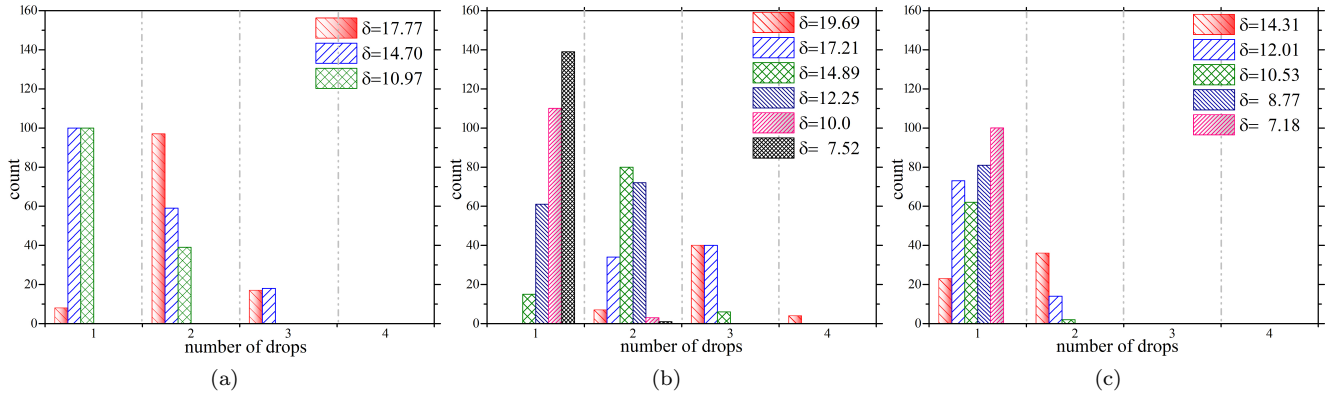 160
140
120
100
80
60
40
20
0
count
δ=17.77
δ=14.70
δ=10.97
1 2 3 4
number of drops
(a)
160
140
120
100
80
60
40
20
0
count
δ=19.69
δ=17.21
δ=14.89
δ=12.25
δ=10.0
δ= 7.52
1 2 3 4
number of drops
(b)
160
140
120
100
80
60
40
20
0
count
δ=14.31
δ=12.01
δ=10.53
δ= 8.77
δ= 7.18
1 2 3 4
number of drops
(c)